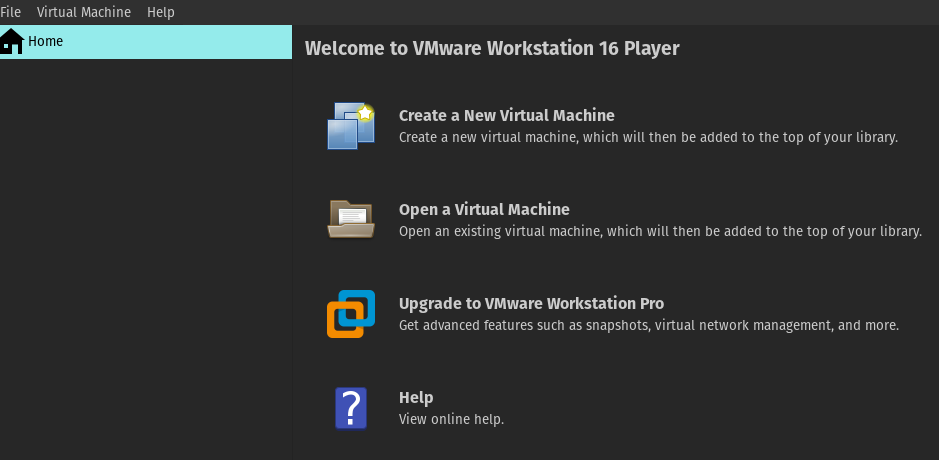 File Virtual Machine Help
Home
Welcome to VMware Workstation 16 Player
Create a New Virtual Machine
Create a new virtual machine, which will then be added to the top of your library.
Open a Virtual Machine
Open an existing virtual machine, which will then be added to the top of your library.
Upgrade to VMware Workstation Pro
Get advanced features such as snapshots, virtual network management, and more.
?
Help
View online help.